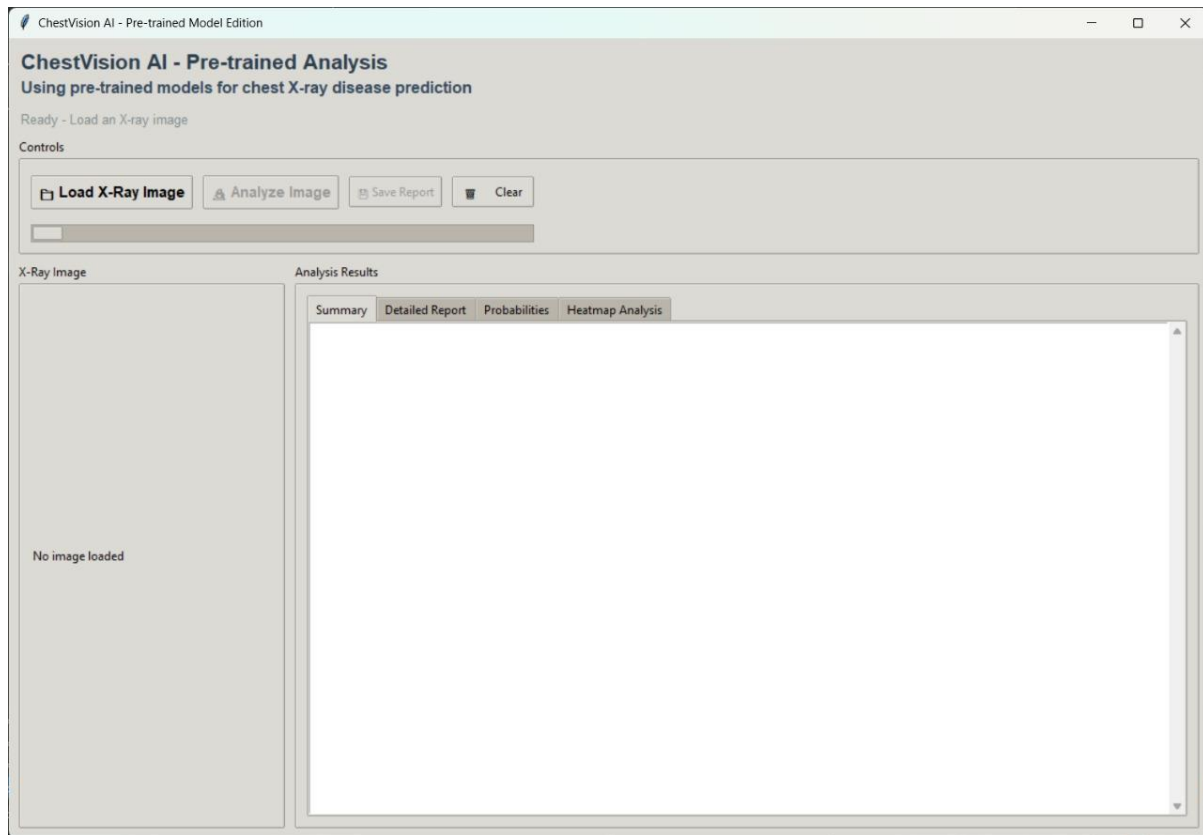 ChestVision AI - Pre-trained Model Edition
ChestVision AI - Pre-trained Analysis
Using pre-trained models for chest X-ray disease prediction
Ready - Load an X-ray image
Controls
Load X-Ray Image Analyze Image Save Report Clear
X-Ray Image
Analysis Results
Summary Detailed Report Probabilities Heatmap Analysis
No image loaded